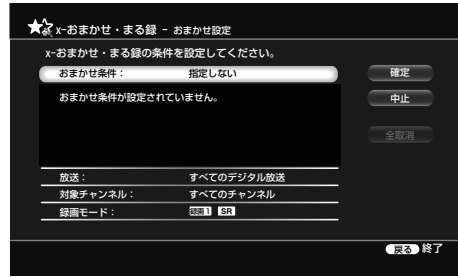 x-おまかせ・まる録 - おまかせ設定
x-おまかせ・まる録の条件を設定してください。
おまかせ条件： 指定しない
確定
おまかせ条件が設定されていません。
中止
全取消
放送： すべてのデジタル放送
対象チャンネル： すべてのチャンネル
録画モード： 録画1 SR
戻る 終了